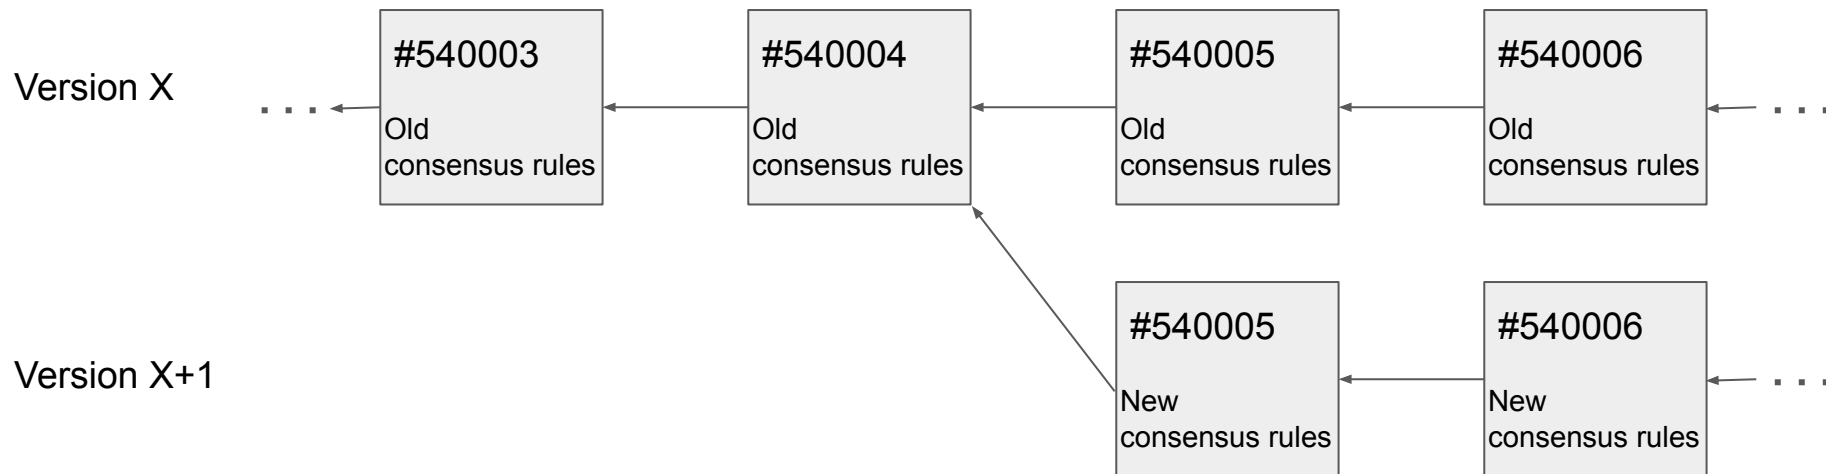 Version X
. . .
#540003
Old
consensus rules
#540004
Old
consensus rules
#540005
Old
consensus rules
#540006
Old
consensus rules
. . .
Version X+1
#540005
New
consensus rules
#540006
New
consensus rules
. . .